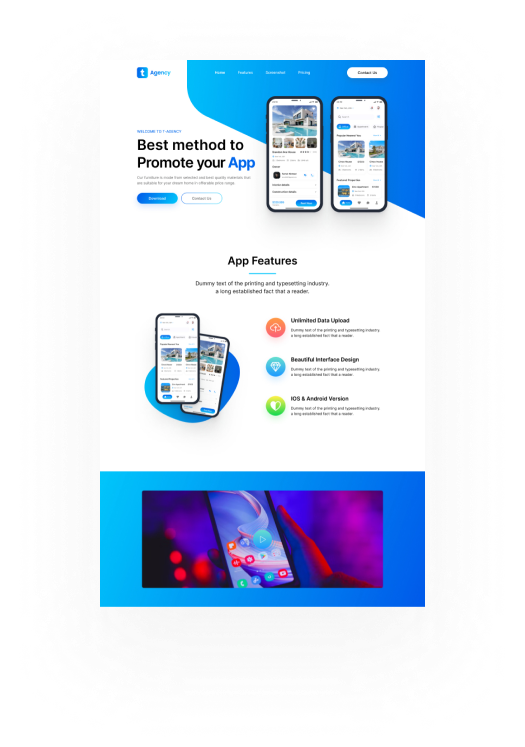 t Agency
Home Features Screenshot Pricing
Contact Us
WELCOME TO T-AGENCY
Best method to
Promote your App
Our furniture is made from selected and best quality materials that
are suitable for your dream home in offerable price range
Download
Contact Us
App Features
Dummy text of the printing and typesetting industry.
a long established fact that a reader.
Unlimited Data Upload
Dummy text of the printing and typesetting industry.
a long established fact that a reader.
Beautiful Interface Design
Dummy text of the printing and typesetting industry.
a long established fact that a reader.
IOS & Android Version
Dummy text of the printing and typesetting industry.
a long established fact that a reader.